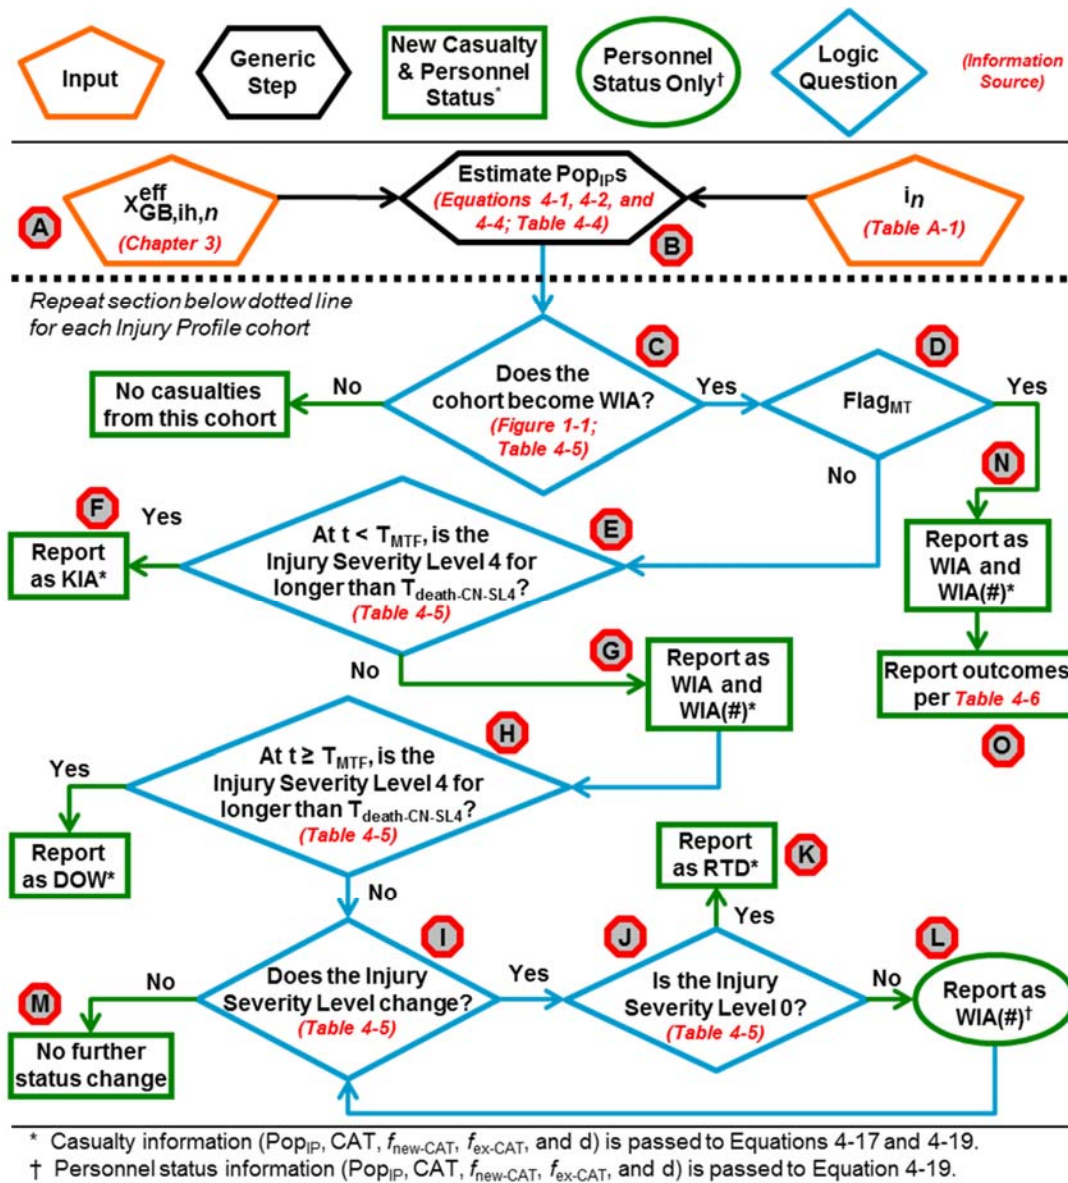 Input
Generic
Step
New Casualty
& Personnel
Status*
Personnel
Status Only†
Logic
Question
(Information
Source)
X^eff_GB,ih,n
(Chapter 3)
A
Estimate Pop_IPs
(Equations 4-1, 4-2, and
4-4; Table 4-4)
B
i_n
(Table A-1)
Repeat section below dotted line
for each Injury Profile cohort
C
Does the
cohort become WIA?
(Figure 1-1;
Table 4-5)
No
No casualties
from this cohort
Yes
D
Flag_MT
Yes
No
N
Report as
WIA and
WIA(#)*
Report outcomes
per Table 4-6
O
E
At t < T_MTF, is the
Injury Severity Level 4 for
longer than T_death-CN-SL4?
(Table 4-5)
F
Yes
Report
as KIA*
No
G
Report as
WIA and
WIA(#)*
H
At t ≥ T_MTF, is the
Injury Severity Level 4 for
longer than T_death-CN-SL4?
(Table 4-5)
Yes
Report
as DOW*
No
I
Does the Injury
Severity Level change?
(Table 4-5)
No
M
No further
status change
Yes
J
Is the Injury
Severity Level 0?
(Table 4-5)
Yes
Report
as RTD*
K
No
L
Report as
WIA(#)†
* Casualty information (Pop_IP, CAT, f_new-CAT, f_ex-CAT, and d) is passed to Equations 4-17 and 4-19.
† Personnel status information (Pop_IP, CAT, f_new-CAT, f_ex-CAT, and d) is passed to Equation 4-19.